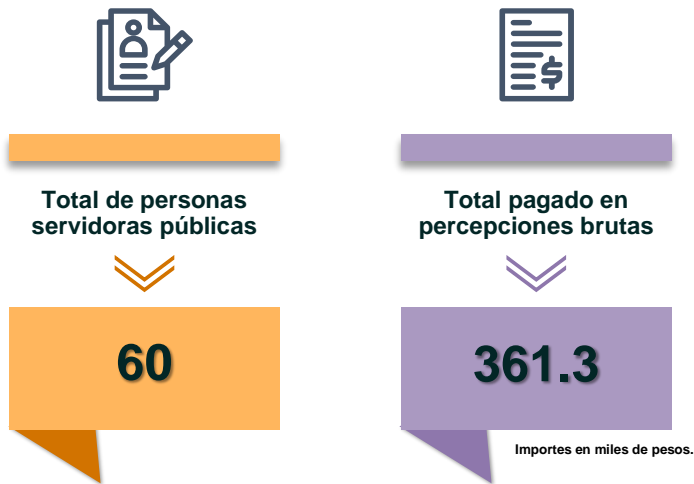 Total de personas
servidoras públicas
60
Total pagado en
percepciones brutas
361.3
Importes en miles de pesos.